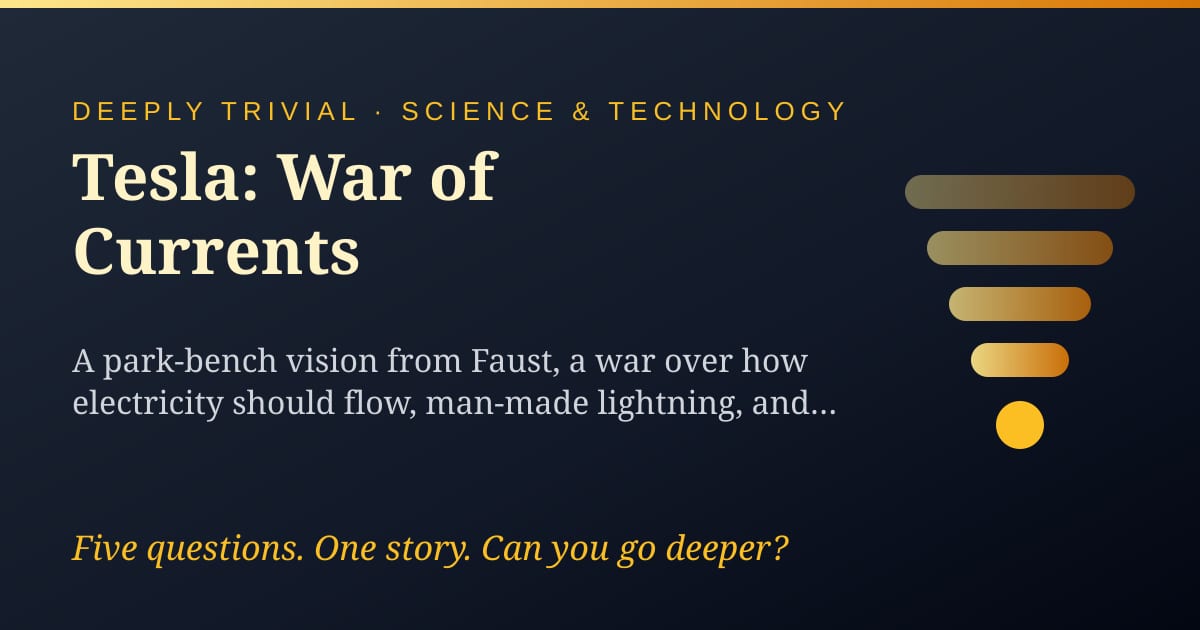 DEEPLY TRIVIAL · SCIENCE & TECHNOLOGY
Tesla: War of
Currents
A park-bench vision from Faust, a war over how
electricity should flow, man-made lightning, and…
Five questions. One story. Can you go deeper?